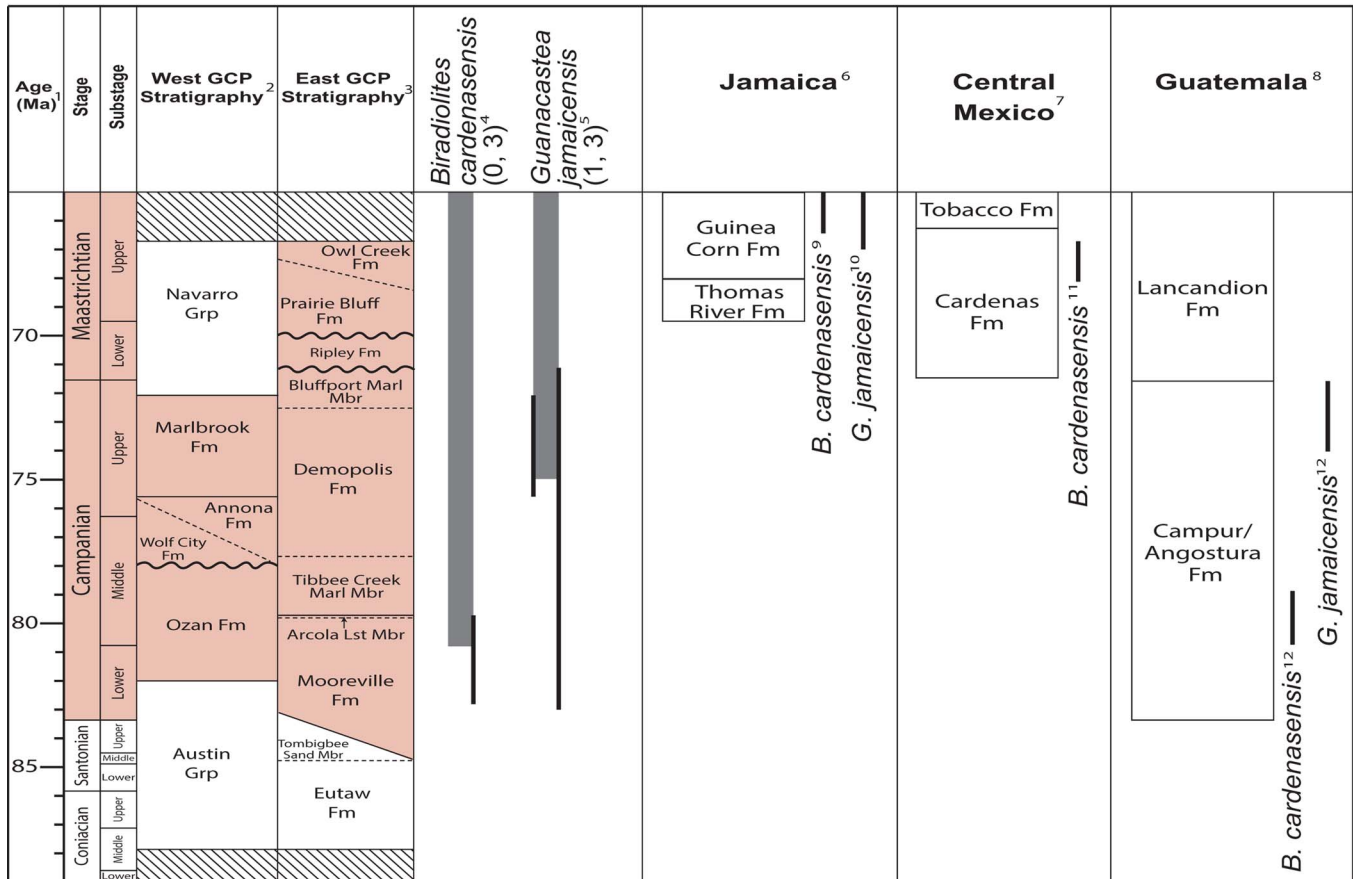 Age (Ma)1
Stage
Substage
West GCP
Stratigraphy2
East GCP
Stratigraphy3
Biradiolites
cardenasensis
(0, 3)4
Guanacastea
jamaicensis
(1, 3)5
Jamaica6
Central
Mexico7
Guatemala8
70
75
80
85
Maastrichtian
Campanian
Santonian
Coniacian
Upper
Lower
Upper
Middle
Lower
Upper
Middle
Lower
Upper
Middle
Lower
Navarro
Grp
Marlbrook
Fm
Annona
Fm
Wolf City
Fm
Ozan Fm
Austin
Grp
Owl Creek
Fm
Prairie Bluff
Fm
Ripley Fm
Bluffport Marl
Mbr
Demopolis
Fm
Tibbee Creek
Marl Mbr
Arcola Lst Mbr
Mooreville
Fm
Tombigbee
Sand Mbr
Eutaw
Fm
Guinea
Corn Fm
Thomas
River Fm
B. cardenasensis9
G. jamaicensis10
Tobacco Fm
Cardenas
Fm
B. cardenasensis11
Lancandion
Fm
Campur/
Angostura
Fm
B. cardenasensis12
G. jamaicensis12